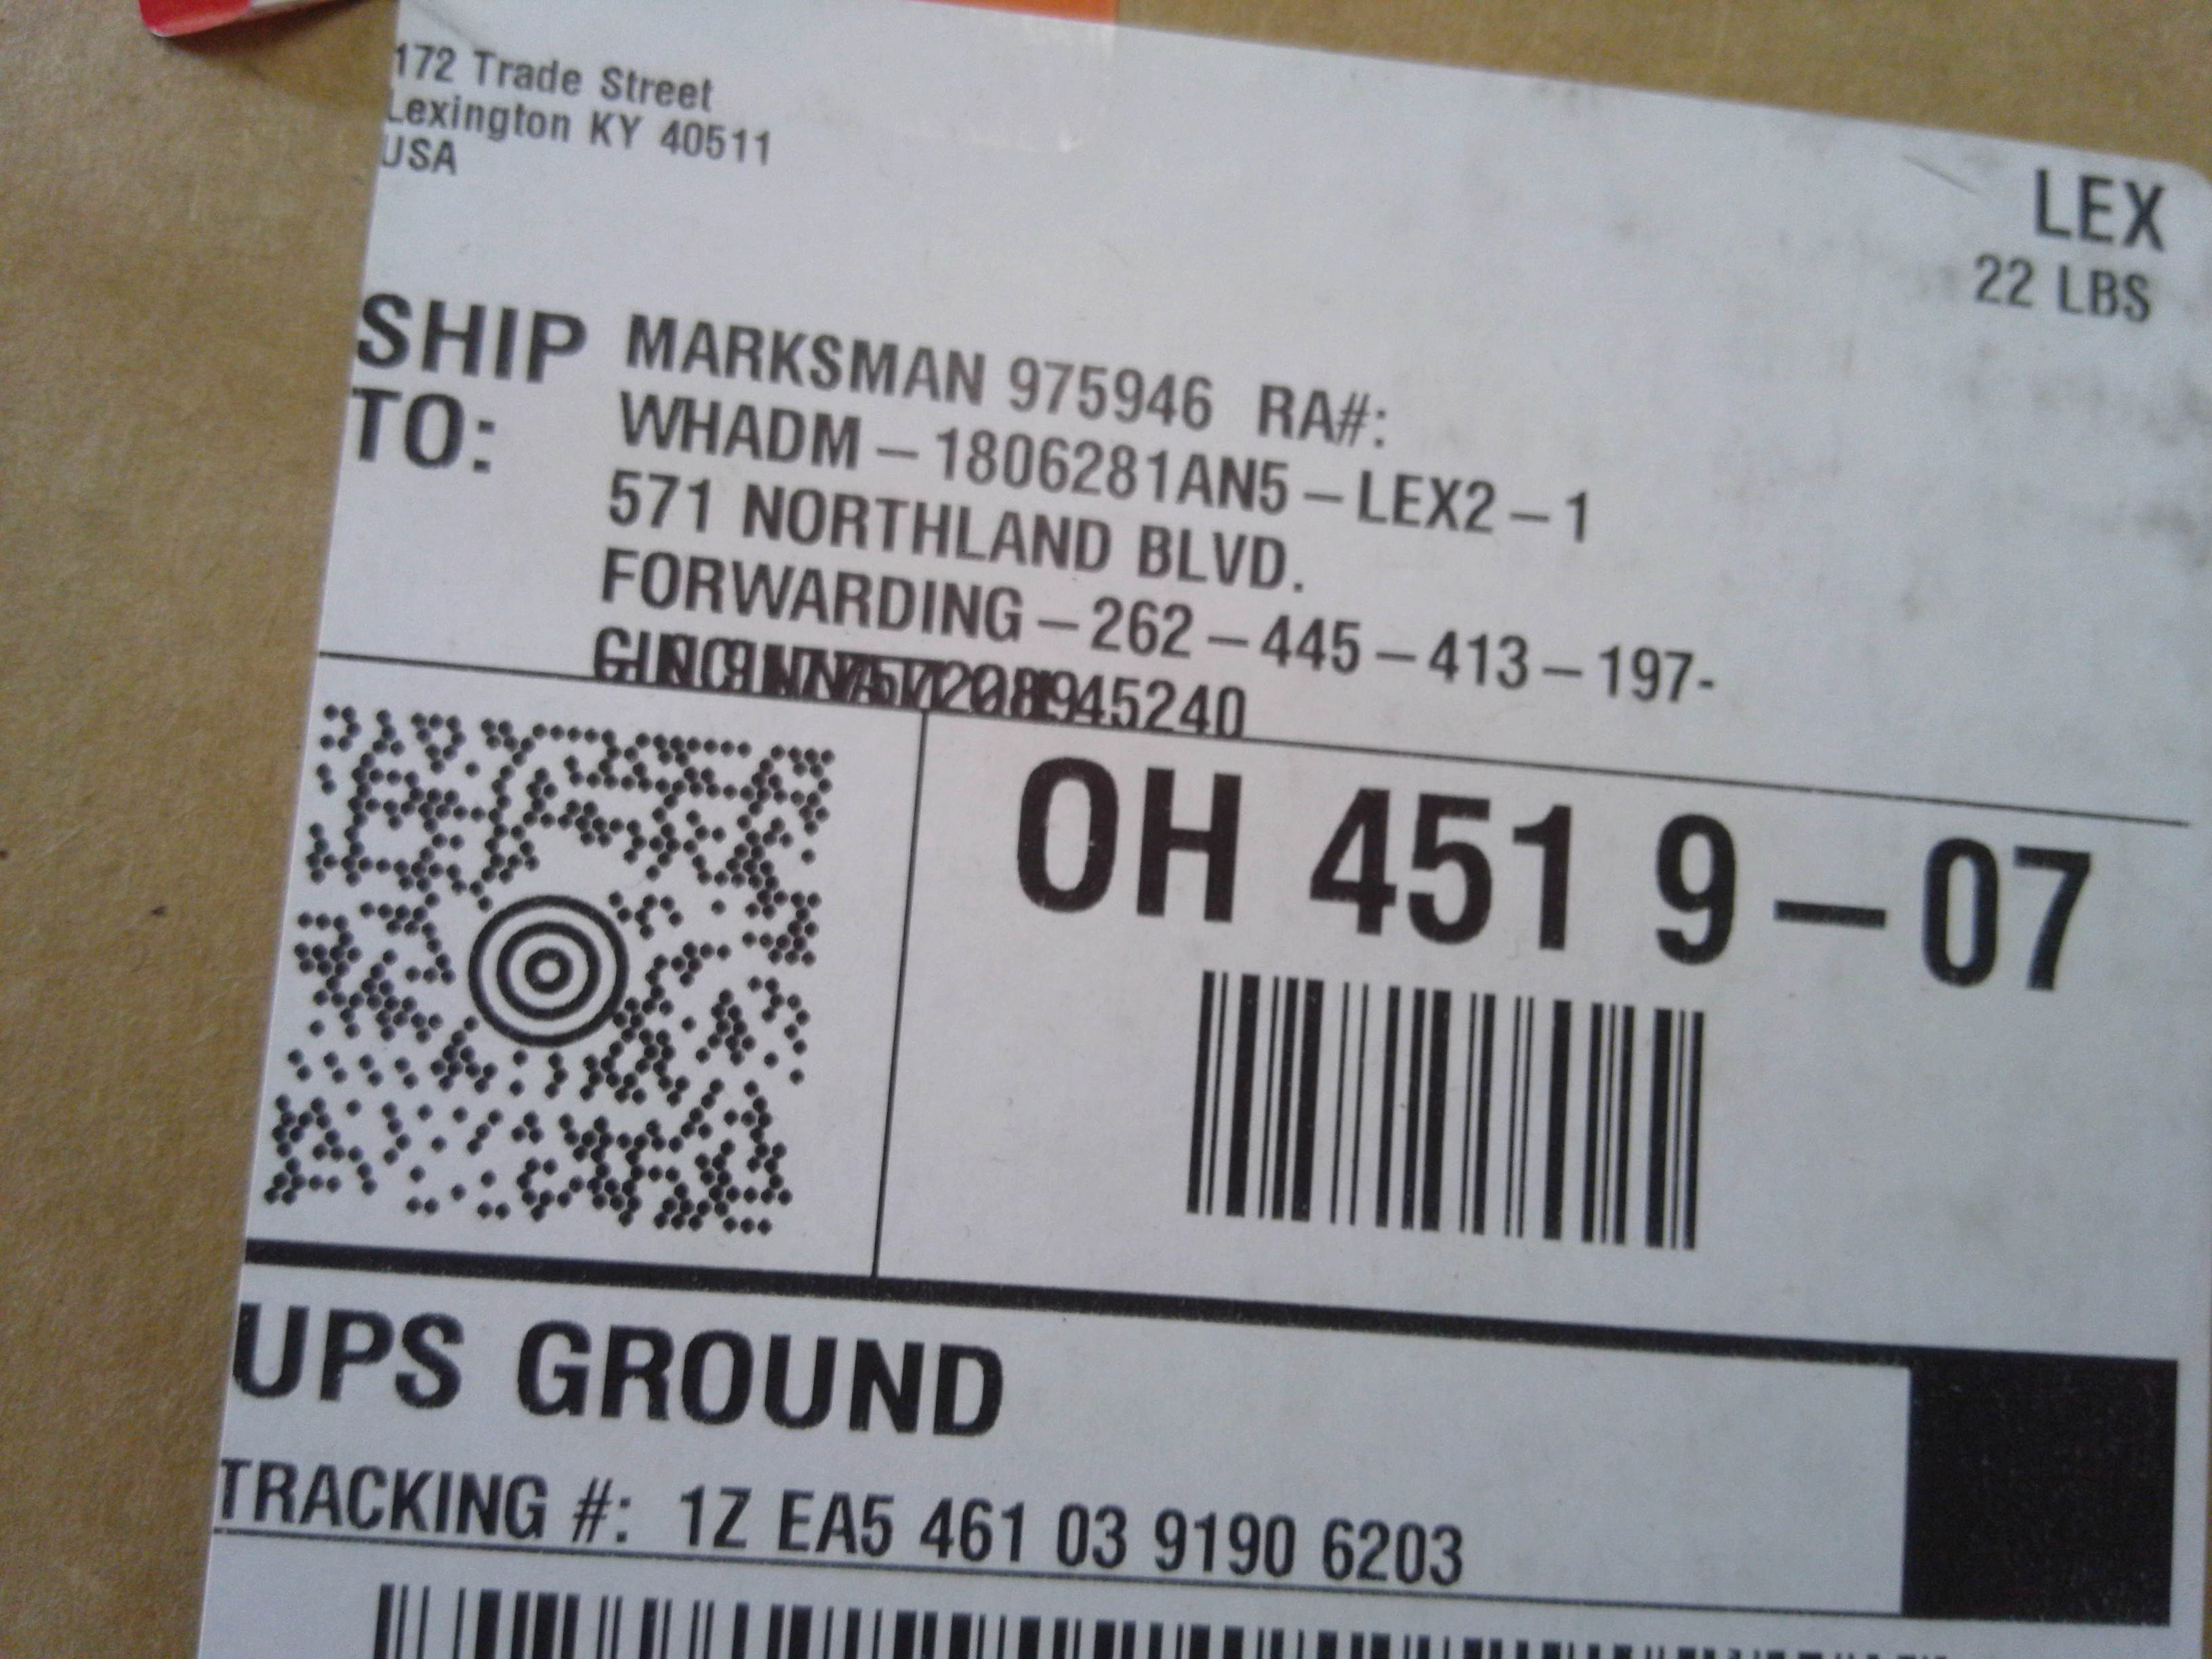 172 Trade Street
Lexington KY 40511
USA
LEX
22 LBS
SHIP TO:
MARKSMAN 975946 RA#:
WHADM – 1806281AN5 – LEX2 – 1
571 NORTHLAND BLVD.
FORWARDING – 262 – 445 – 413 – 197-
45240
OH 451 9 – 07
UPS GROUND
TRACKING #: 1Z EA5 461 03 9190 6203